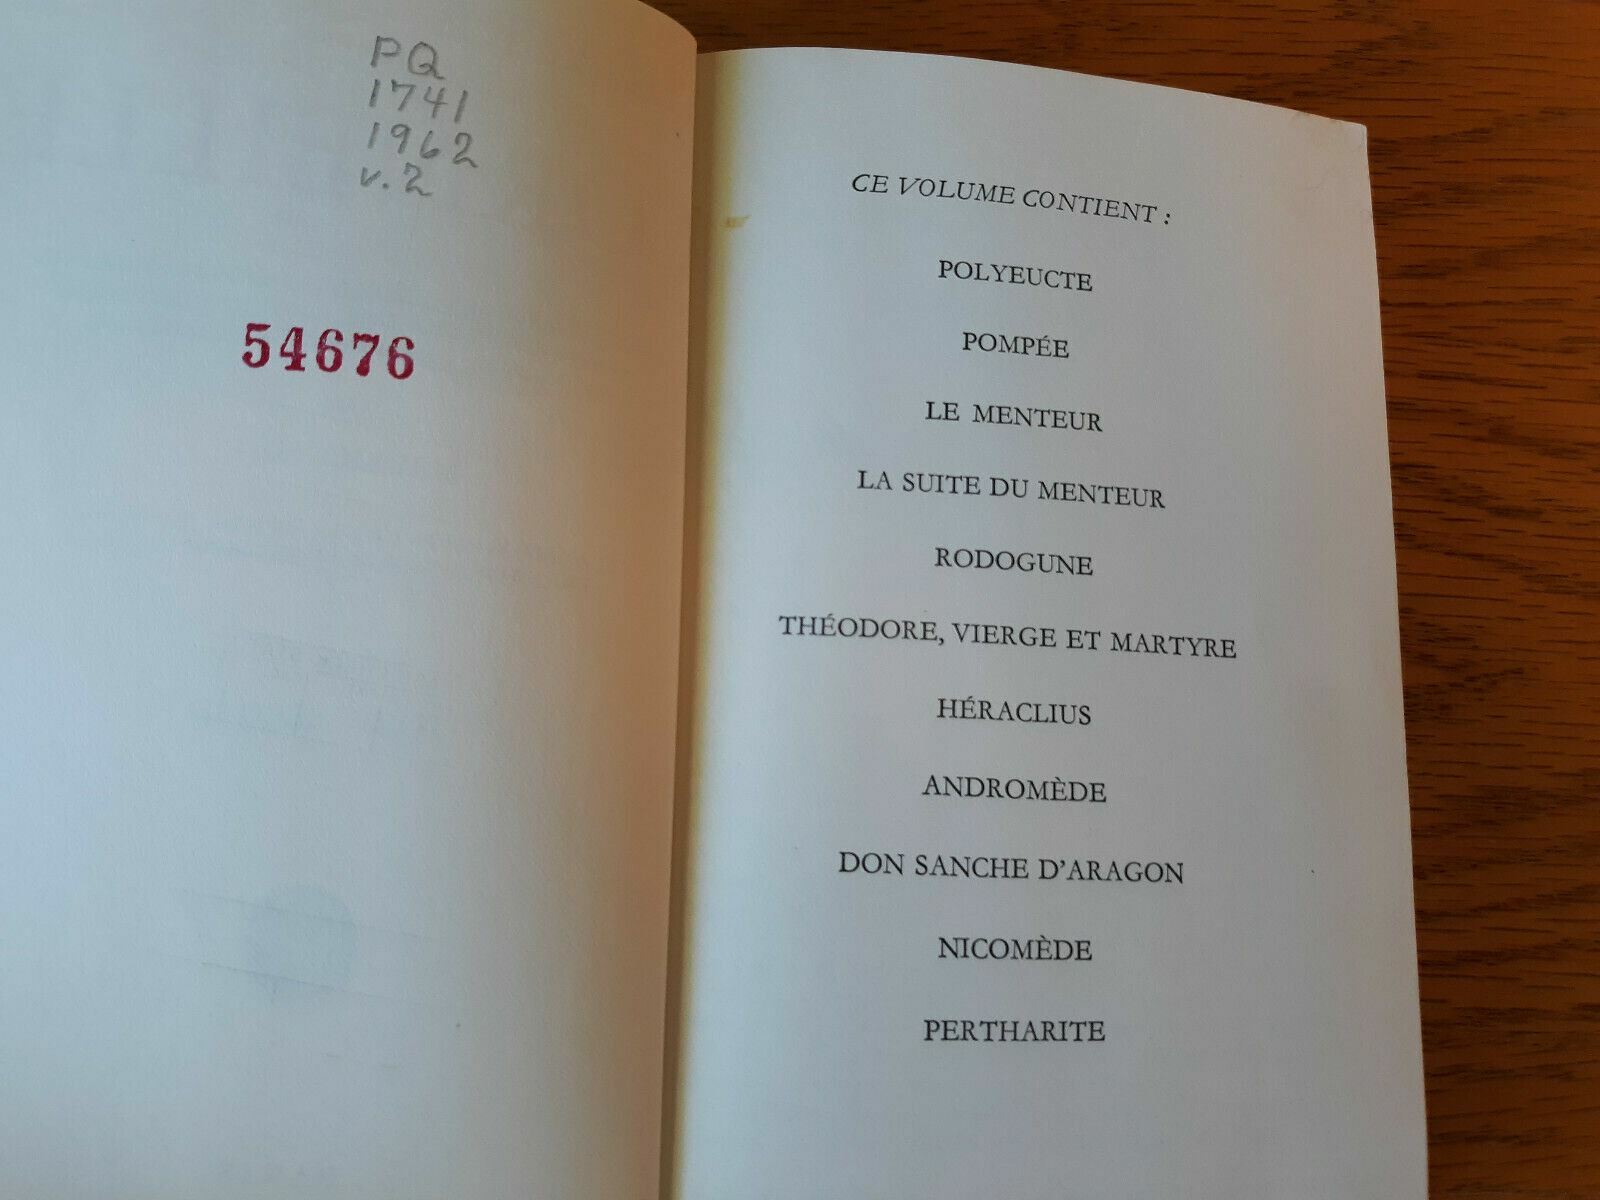 PQ
1741
1962
v.2
54676
CE VOLUME CONTIENT :
POLYEUCTE
POMPÉE
LE MENTEUR
LA SUITE DU MENTEUR
RODOGUNE
THÉODORE, VIERGE ET MARTYRE
HÉRACLIUS
ANDROMÈDE
DON SANCHE D'ARAGON
NICOMÈDE
PERTHARITE